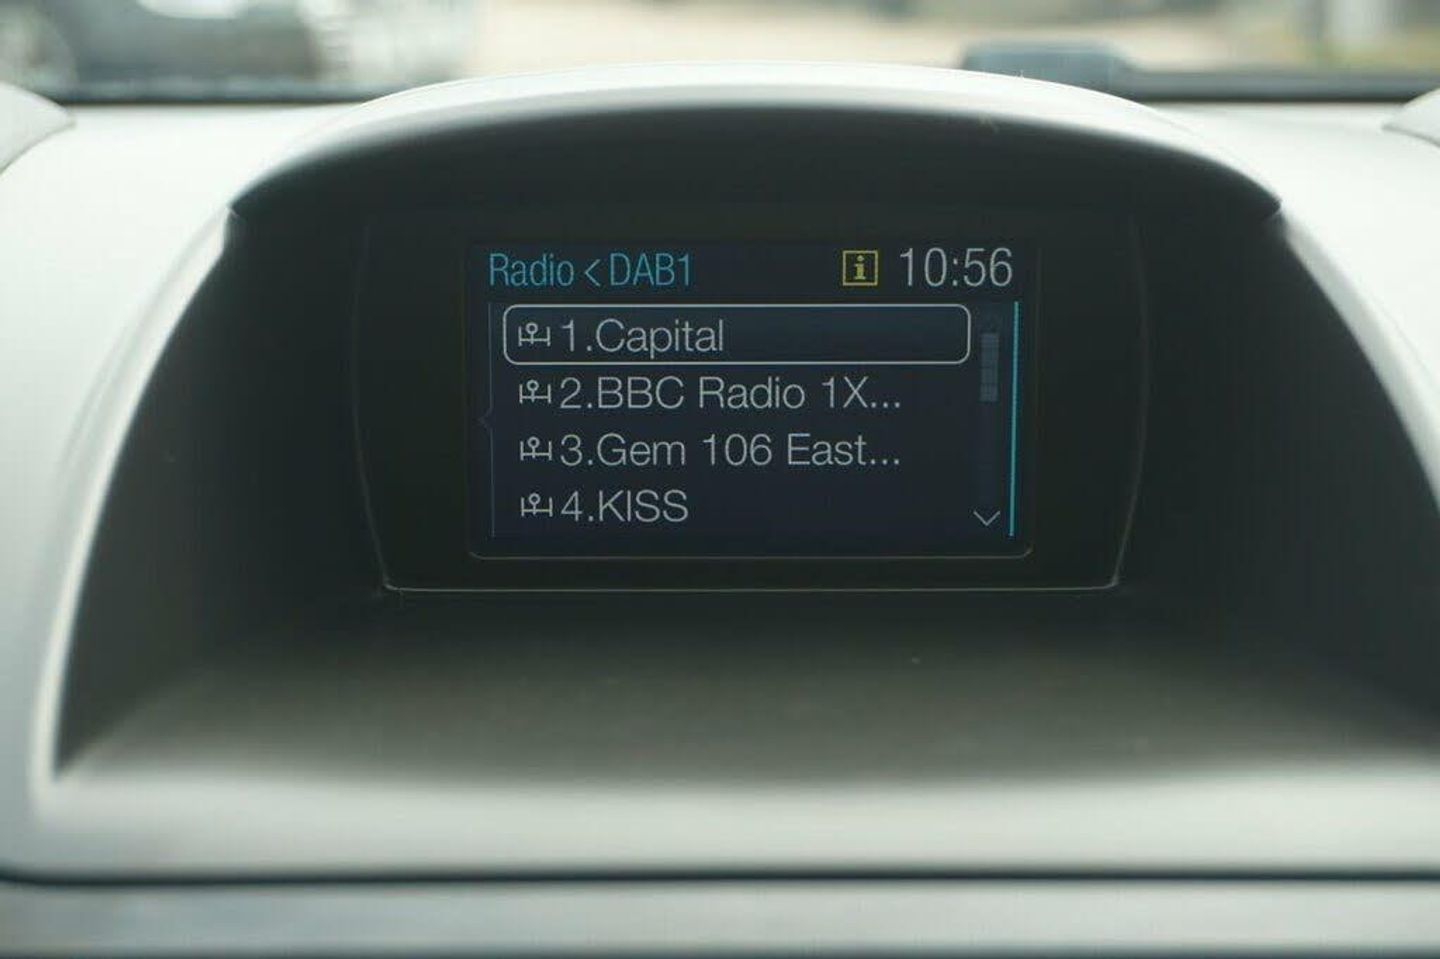 Radio < DAB1 i 10:56
1.Capital
2.BBC Radio 1X...
3.Gem 106 East...
4.KISS